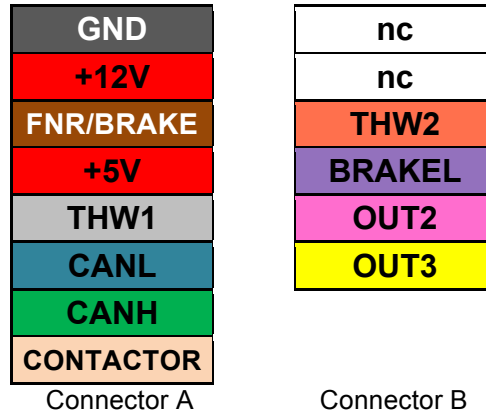 GND
+12V
FNR/BRAKE
+5V
THW1
CANL
CANH
CONTACTOR
Connector A
nc
nc
THW2
BRAKEL
OUT2
OUT3
Connector B